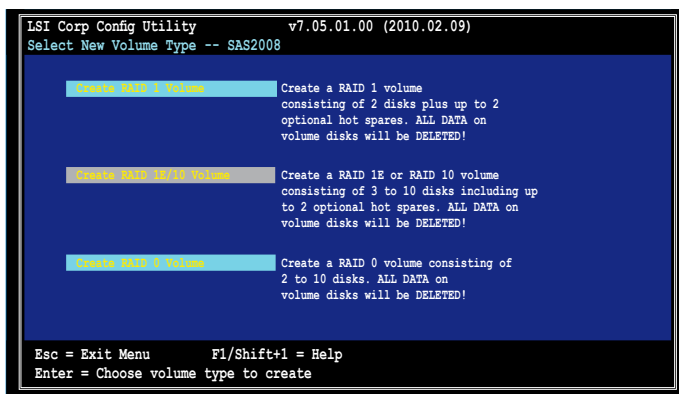 LSI Corp Config Utility v7.05.01.00 (2010.02.09)
Select New Volume Type -- SAS2008
Create RAID 1 Volume Create a RAID 1 volume
consisting of 2 disks plus up to 2
optional hot spares. ALL DATA on
volume disks will be DELETED!
Create RAID 1E/10 Volume Create a RAID 1E or RAID 10 volume
consisting of 3 to 10 disks including up
to 2 optional hot spares. ALL DATA on
volume disks will be DELETED!
Create RAID 0 Volume Create a RAID 0 volume consisting of
2 to 10 disks. ALL DATA on
volume disks will be DELETED!
Esc = Exit Menu F1/Shift+1 = Help
Enter = Choose volume type to create